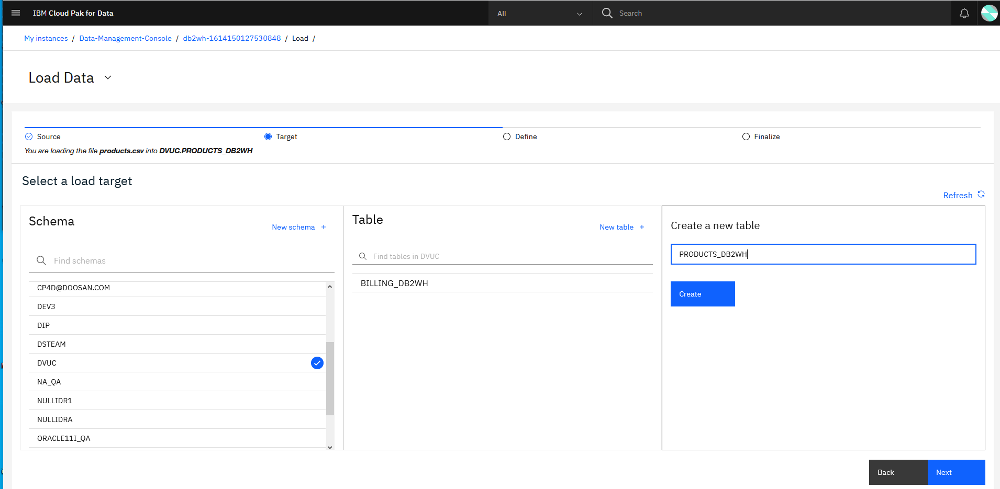 IBM Cloud Pak for Data
All
Search
My instances / Data-Management-Console / db2wh-1614150127530848 / Load /
Load Data
Source
Target
Define
Finalize
You are loading the file products.csv into DVUC.PRODUCTS_DB2WH
Select a load target
Refresh
Schema
New schema +
Find schemas
CP4D@DOOSAN.COM
DEV3
DIP
DSTEAM
DVUC
NA_QA
NULLIDR1
NULLIDRA
ORACLE11I_QA
Table
New table +
Find tables in DVUC
BILLING_DB2WH
Create a new table
PRODUCTS_DB2WH
Create
Back
Next